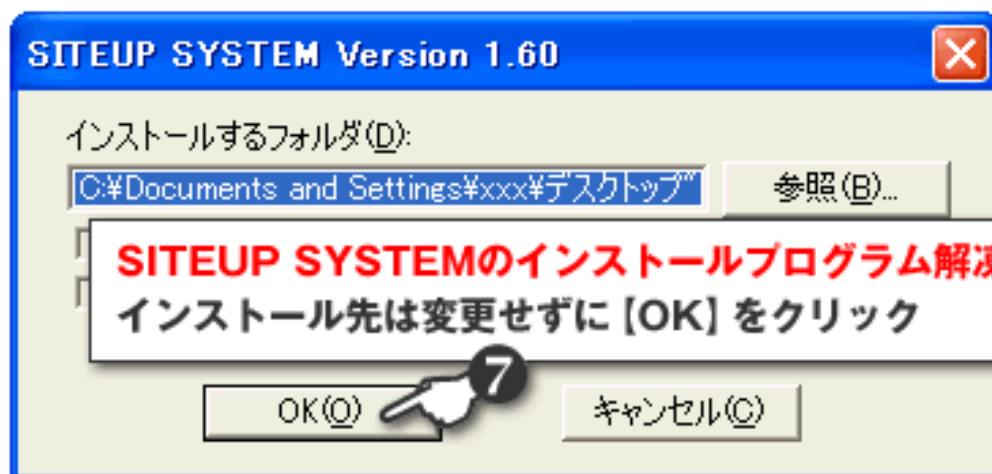 SITEUP SYSTEM Version 1.60
インストールするフォルダ(D):
C:¥Documents and Settings¥xxx¥デスクトップ"
参照(B)...
SITEUP SYSTEMのインストールプログラム解凍
インストール先は変更せずに [OK] をクリック
7
OK(O)
キャンセル(C)